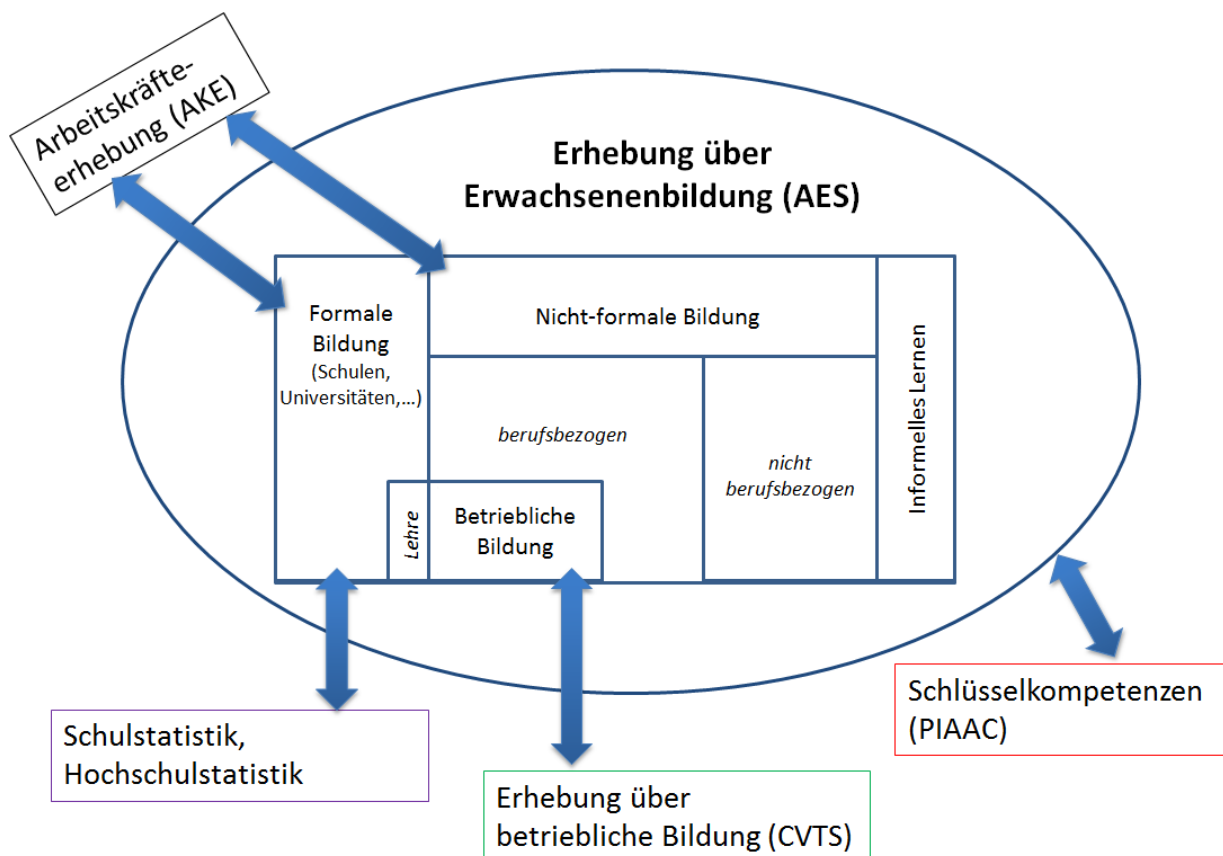 Arbeitskräfte-
erhebung (AKE)
Erhebung über
Erwachsenenbildung (AES)
Formale
Bildung
(Schulen,
Universitäten,...)
Nicht-formale Bildung
berufsbezogen
nicht
berufsbezogen
Informelles Lernen
Lehre
Betriebliche
Bildung
Schulstatistik,
Hochschulstatistik
Erhebung über
betriebliche Bildung (CVTS)
Schlüsselkompetenzen
(PIAAC)